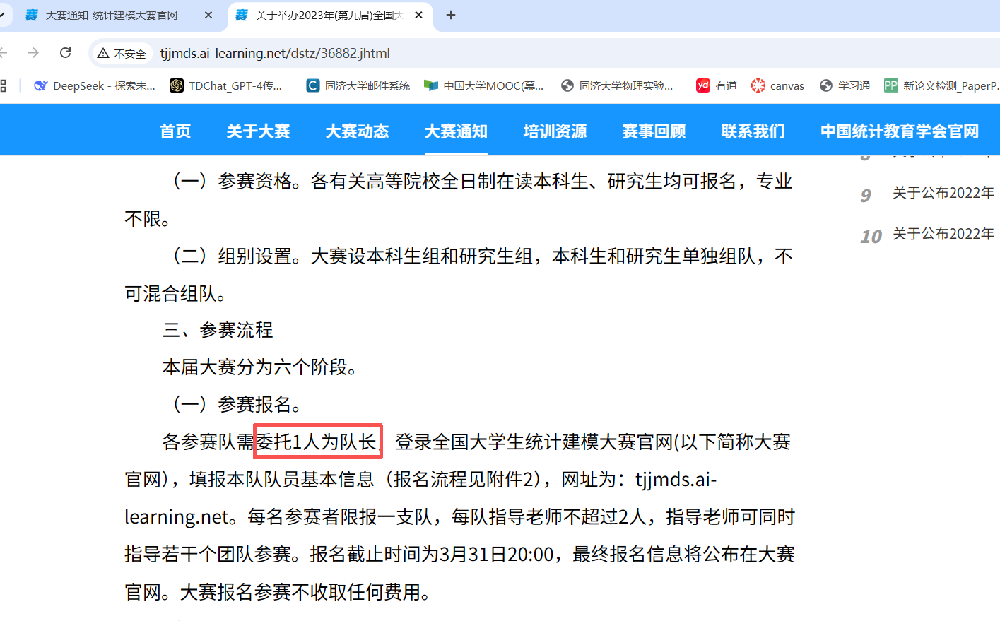 大赛通知-统计建模大赛官网
关于举办2023年(第九届)全国大
不安全 tjjmds.ai-learning.net/dstz/36882.jhtml
DeepSeek - 探索未... TDChat_GPT-4传... 同济大学邮件系统 中国大学MOOC(慕... 同济大学物理实验... 有道 canvas 学习通 新论文检测_PaperP.
首页 关于大赛 大赛动态 大赛通知 培训资源 赛事回顾 联系我们 中国统计教育学会官网
（一）参赛资格。各有关高等院校全日制在读本科生、研究生均可报名，专业
不限。
（二）组别设置。大赛设本科生组和研究生组，本科生和研究生单独组队，不
可混合组队。
三、参赛流程
本届大赛分为六个阶段。
（一）参赛报名。
各参赛队需委托1人为队长，登录全国大学生统计建模大赛官网(以下简称大赛
官网），填报本队队员基本信息（报名流程见附件2），网址为：tjjmds.ai-
learning.net。每名参赛者限报一支队，每队指导老师不超过2人，指导老师可同时
指导若干个团队参赛。报名截止时间为3月31日20:00，最终报名信息将公布在大赛
官网。大赛报名参赛不收取任何费用。
9 关于公布2022年
10 关于公布2022年